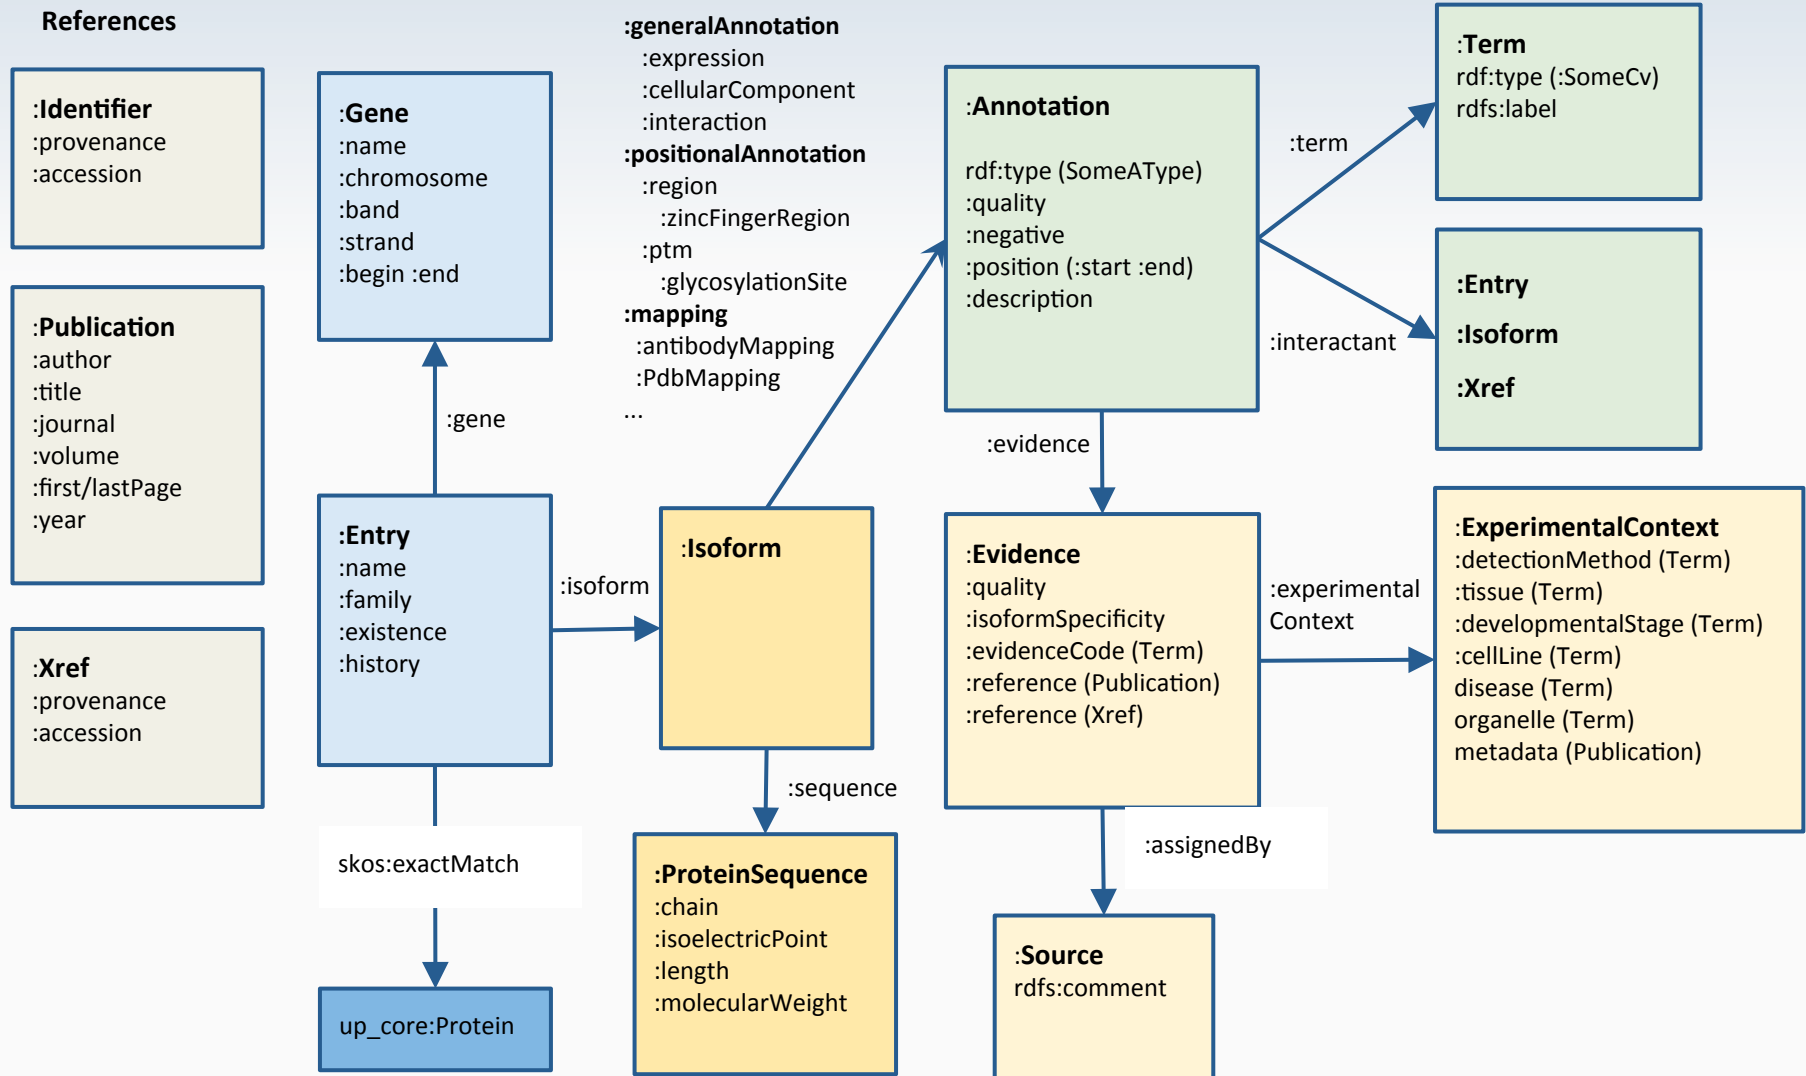 References
:Identifier
:provenance
:accession
:Publication
:author
:title
:journal
:volume
:first/lastPage
:year
:Xref
:provenance
:accession
:Gene
:name
:chromosome
:band
:strand
:begin :end
:gene
:Entry
:name
:family
:existence
:history
:isoform
skos:exactMatch
up_core:Protein
:generalAnnotation
:expression
:cellularComponent
:interaction
:positionalAnnotation
:region
:zincFingerRegion
:ptm
:glycosylationSite
:mapping
:antibodyMapping
:PdbMapping
...
:Isoform
:sequence
:ProteinSequence
:chain
:isoelectricPoint
:length
:molecularWeight
:Annotation
rdf:type (SomeAType)
:quality
:negative
:position (:start :end)
:description
:term
:interactant
:evidence
:Evidence
:quality
:isoformSpecificity
:evidenceCode (Term)
:reference (Publication)
:reference (Xref)
:experimental
Context
:assignedBy
:Source
rdfs:comment
:Term
rdf:type (:SomeCv)
rdfs:label
:Entry
:Isoform
:Xref
:ExperimentalContext
:detectionMethod (Term)
:tissue (Term)
:developmentalStage (Term)
:cellLine (Term)
disease (Term)
organelle (Term)
metadata (Publication)